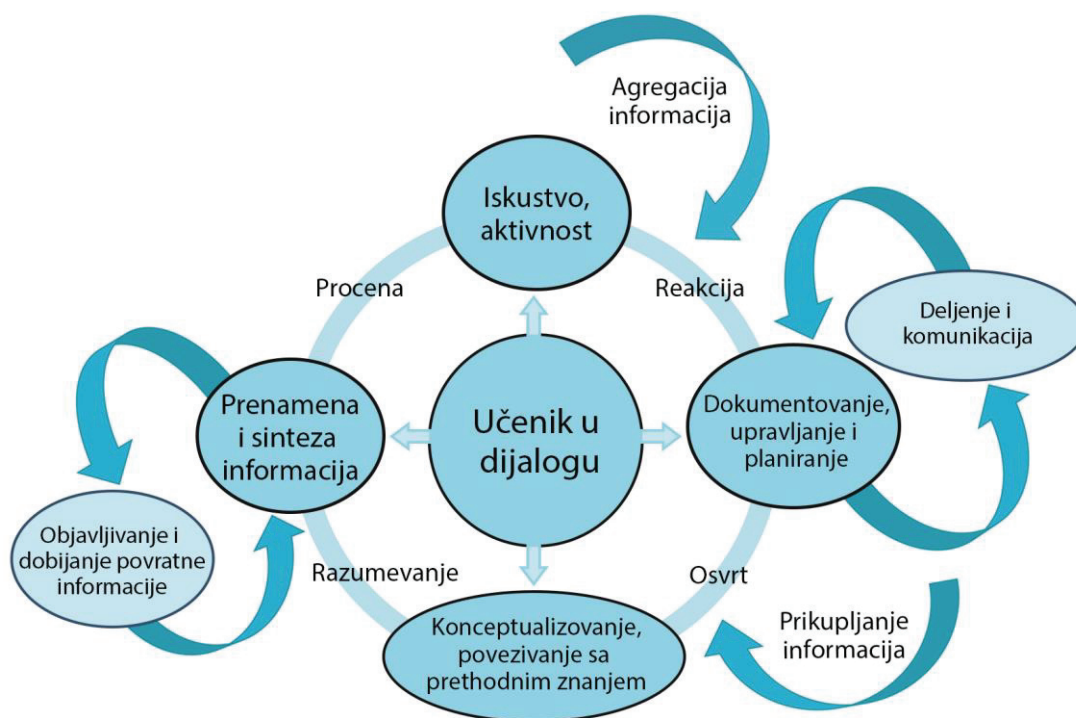 Agregacija
informacija
Iskustvo,
aktivnost
Procena
Reakcija
Deljenje i
komunikacija
Prenamena
i sinteza
informacija
Učenik u
dijalogu
Dokumentovanje,
upravljanje i
planiranje
Objavljivanje i
dobijanje povratne
informacije
Razumevanje
Osvrt
Konceptualizovanje,
povezivanje sa
prethodnim znanjem
Prikupljanje
informacija